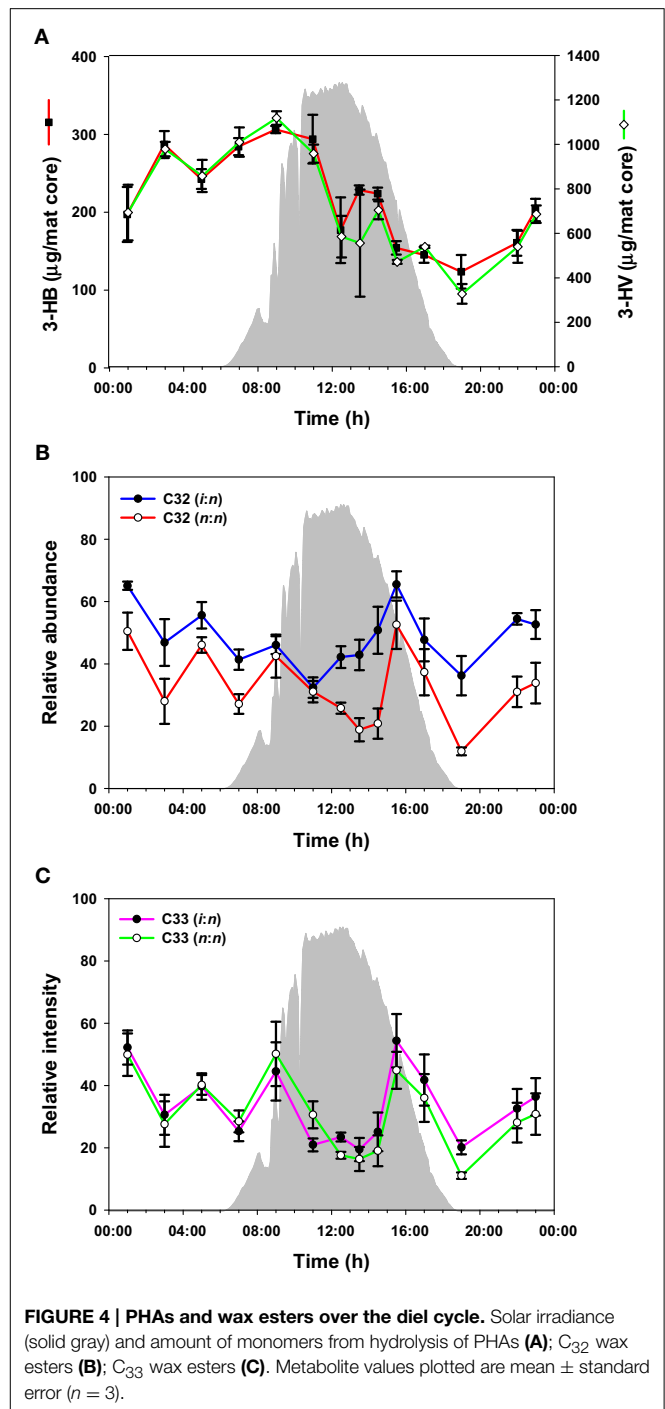 A
400
300
200
100
0
3-HB (µg/mat core)
1400
1200
1000
800
600
400
200
0
3-HV (µg/mat core)
00:00 04:00 08:00 12:00 16:00 20:00 00:00
Time (h)
B
100
80
60
40
20
0
Relative abundance
C32 (i:n)
C32 (n:n)
00:00 04:00 08:00 12:00 16:00 20:00 00:00
Time (h)
C
100
80
60
40
20
0
Relative intensity
C33 (i:n)
C33 (n:n)
00:00 04:00 08:00 12:00 16:00 20:00 00:00
Time (h)
FIGURE 4 | PHAs and wax esters over the diel cycle. Solar irradiance
(solid gray) and amount of monomers from hydrolysis of PHAs (A); C₃₂ wax
esters (B); C₃₃ wax esters (C). Metabolite values plotted are mean ± standard
error (n = 3).